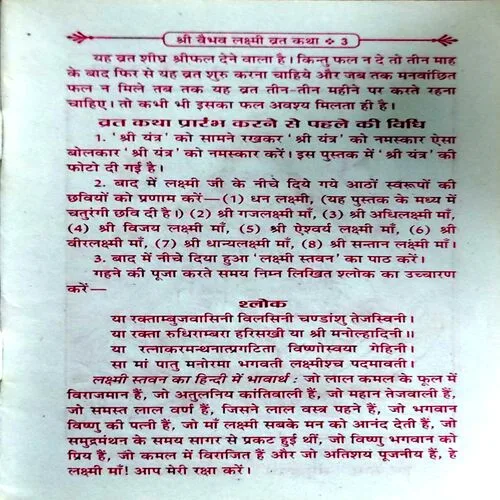 श्री वैभव लक्ष्मी व्रत कथा ❖ 3
यह व्रत शीघ्र श्रीफल देने वाला है। किन्तु फल न दे तो तीन माह
के बाद फिर से यह व्रत शुरु करना चाहिये और जब तक मनवांछित
फल न मिले तब तक यह व्रत तीन-तीन महीने पर करते रहना
चाहिए। तो कभी भी इसका फल अवश्य मिलता ही है।
व्रत कथा प्रारंभ करने से पहले की विधि
1. 'श्री यंत्र' को सामने रखकर 'श्री यंत्र' को नमस्कार ऐसा
बोलकार 'श्री यंत्र' को नमस्कार करें। इस पुस्तक में 'श्री यंत्र' की
फोटो दी गई है।
2. बाद में लक्ष्मी जी के नीचे दिये गये आठों स्वरूपों की
छवियों को प्रणाम करें—(1) धन लक्ष्मी, (यह पुस्तक के मध्य में
चतुरंगी छवि दी है।) (2) श्री गजलक्ष्मी माँ, (3) श्री अधिलक्ष्मी माँ,
(4) श्री विजय लक्ष्मी माँ, (5) श्री ऐश्वर्य लक्ष्मी माँ, (6) श्री
वीरलक्ष्मी माँ, (7) श्री धान्यलक्ष्मी माँ, (8) श्री सन्तान लक्ष्मी माँ।
3. बाद में नीचे दिया हुआ 'लक्ष्मी स्तवन' का पाठ करें।
गहने की पूजा करते समय निम्न लिखित श्लोक का उच्चारण
करें—
श्लोक
या रक्ताम्बुजवासिनी विलसिनी चण्डांशु तेजस्विनी।
या रक्ता रुधिराम्बरा हरिसखी या श्री मनोल्हादिनी॥
या रत्नाकरमन्थनात्प्रगटिता विष्णोस्वया गेहिनी।
सा मां पातु मनोरमा भगवती लक्ष्मीश्च पदमावती।
लक्ष्मी स्तवन का हिन्दी में भावार्थ : जो लाल कमल के फूल में
विराजमान हैं, जो अतुलनिय कांतिवाली हैं, जो महान तेजवाली हैं,
जो समस्त लाल वर्ण हैं, जिसने लाल वस्त्र पहने हैं, जो भगवान
विष्णु की पत्नी हैं, जो माँ लक्ष्मी सबके मन को आनंद देती हैं, जो
समुद्रमंथन के समय सागर से प्रकट हुई थीं, जो विष्णु भगवान को
प्रिय हैं, जो कमल में विराजित हैं और जो अतिशय पूजनीय हैं, हे
लक्ष्मी माँ! आप मेरी रक्षा करें।